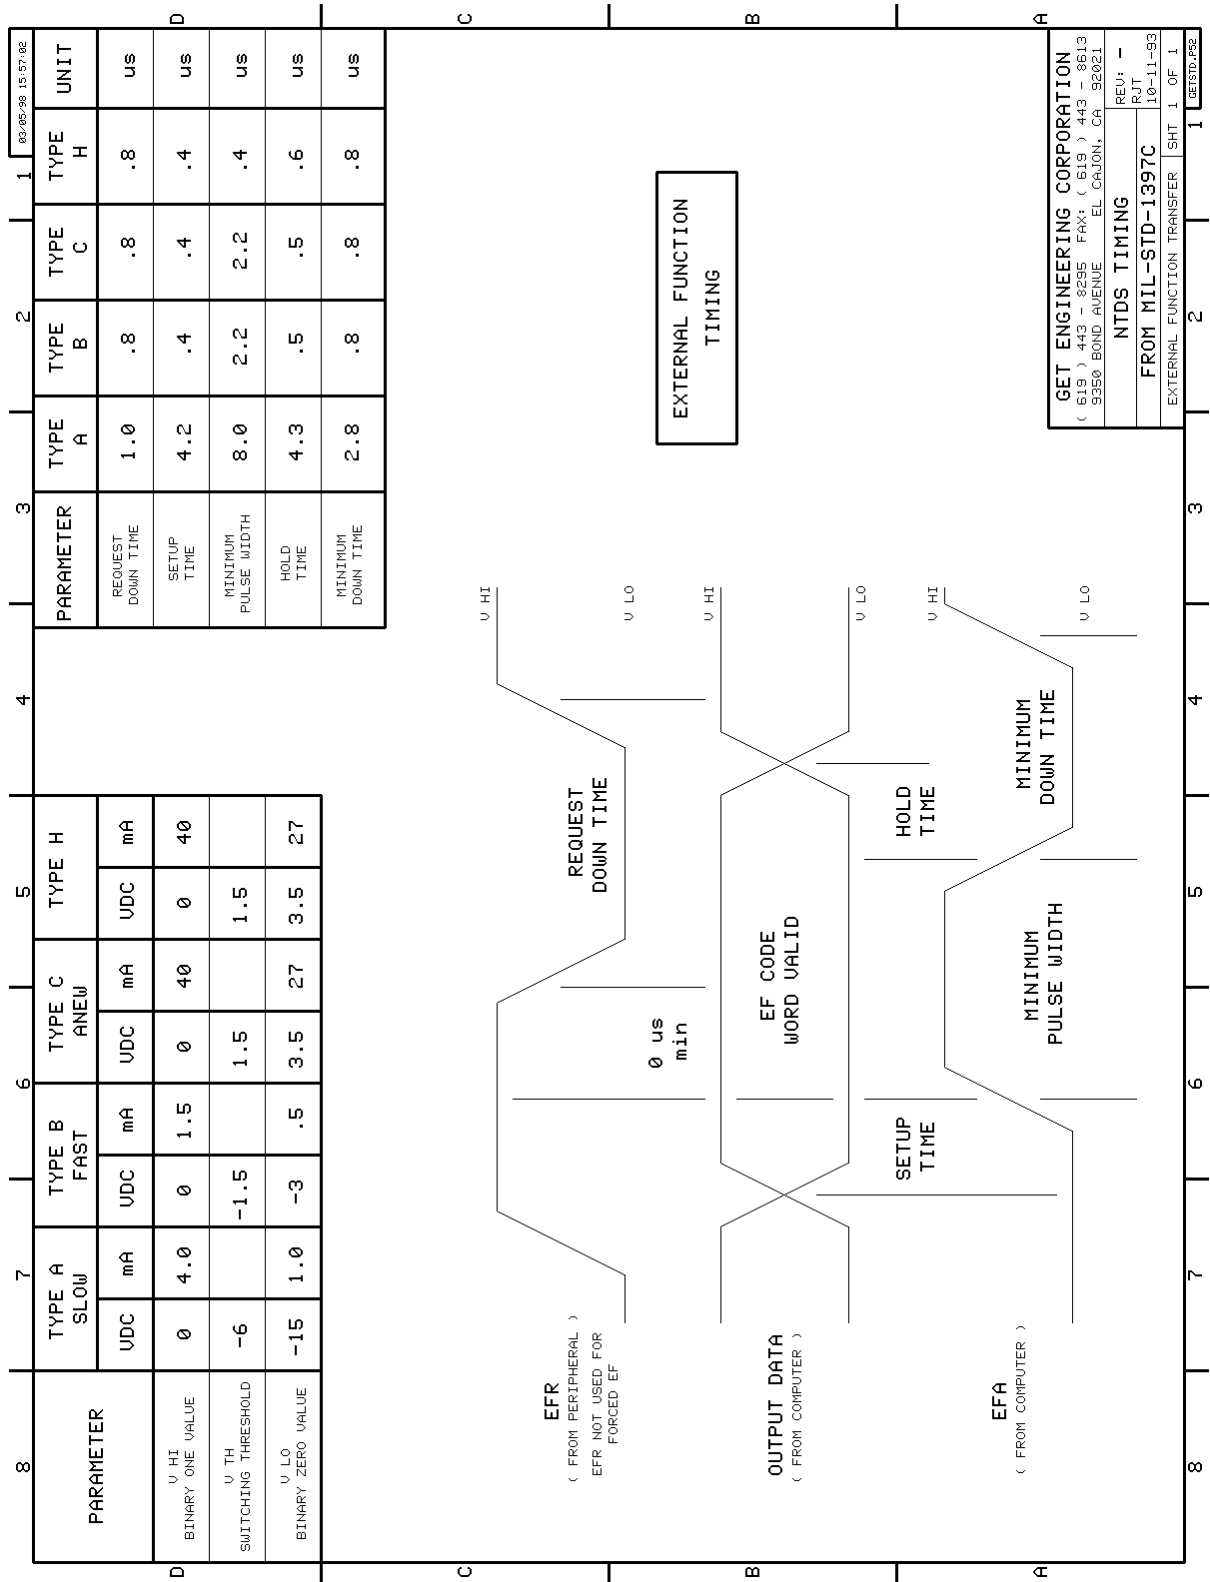 03/05/98 15:57:02
8 7 6 5 4 3 2 1
D
C
B
A
PARAMETER
TYPE A
SLOW
TYPE B
FAST
TYPE C
ANEW
TYPE H
VDC mA VDC mA VDC mA VDC mA
V HI
BINARY ONE VALUE
0 4.0 0 1.5 0 40 0 40
V TH
SWITCHING THRESHOLD
-6 -1.5 1.5 1.5
V LO
BINARY ZERO VALUE
-15 1.0 -3 .5 3.5 27 3.5 27
PARAMETER
TYPE
A
TYPE
B
TYPE
C
TYPE
H
UNIT
REQUEST
DOWN TIME
1.0 .8 .8 .8 us
SETUP
TIME
4.2 .4 .4 .4 us
MINIMUM
PULSE WIDTH
8.0 2.2 2.2 .4 us
HOLD
TIME
4.3 .5 .5 .6 us
MINIMUM
DOWN TIME
2.8 .8 .8 .8 us
EFR
( FROM PERIPHERAL )
EFR NOT USED FOR
FORCED EF
REQUEST
DOWN TIME
V HI
V LO
0 us
min
OUTPUT DATA
( FROM COMPUTER )
EF CODE
WORD VALID
V HI
V LO
SETUP
TIME
HOLD
TIME
EFA
( FROM COMPUTER )
MINIMUM
PULSE WIDTH
MINIMUM
DOWN TIME
V HI
V LO
EXTERNAL FUNCTION
TIMING
GET ENGINEERING CORPORATION
( 619 ) 443 - 8295 FAX: ( 619 ) 443 - 8613
9350 BOND AVENUE EL CAJON, CA 92021
NTDS TIMING
REV: -
RJT
10-11-93
FROM MIL-STD-1397C
EXTERNAL FUNCTION TRANSFER SHT 1 OF 1
D
C
B
A
8 7 6 5 4 3 2 1
GETSTD.P52